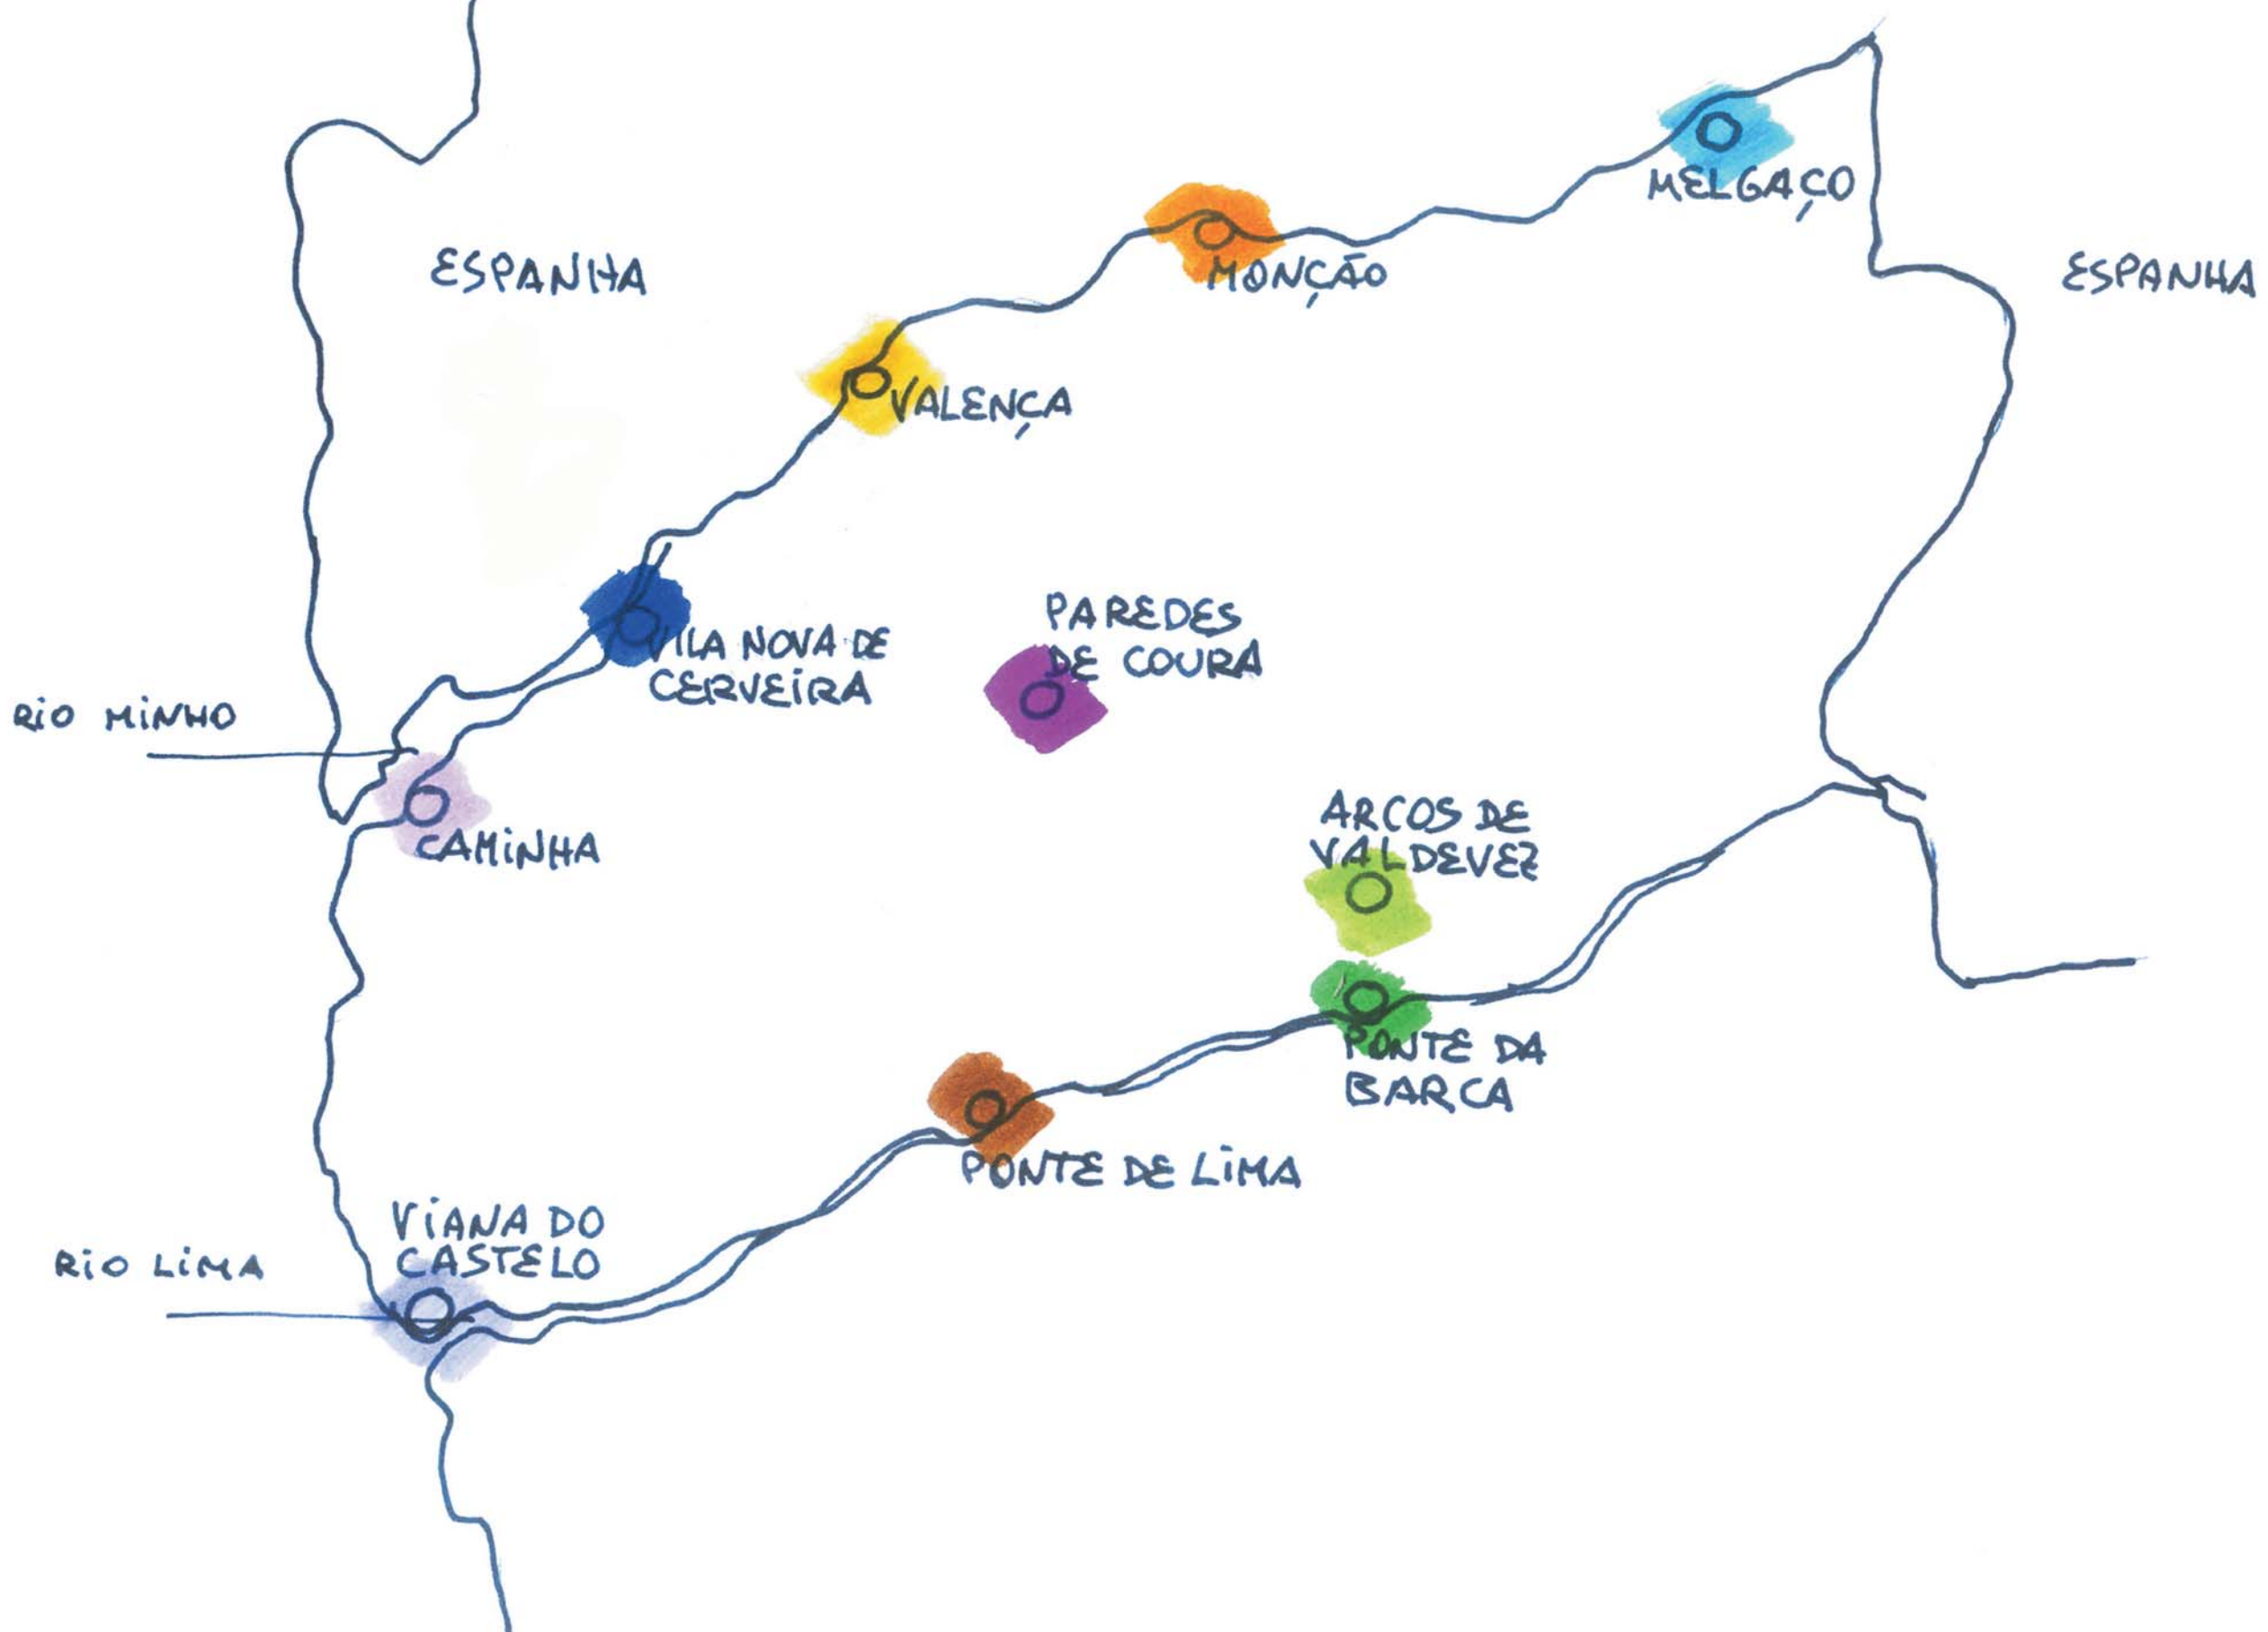 MELGAÇO
ESPANHA
MONÇÃO
ESPANHA
VALENÇA
PAREDES
DE COURA
VILA NOVA DE
CERVEIRA
RIO MINHO
ARCOS DE
VALDEVEZ
CAMINHA
PONTE DA
BARCA
PONTE DE LIMA
VIANA DO
CASTELO
RIO LIMA